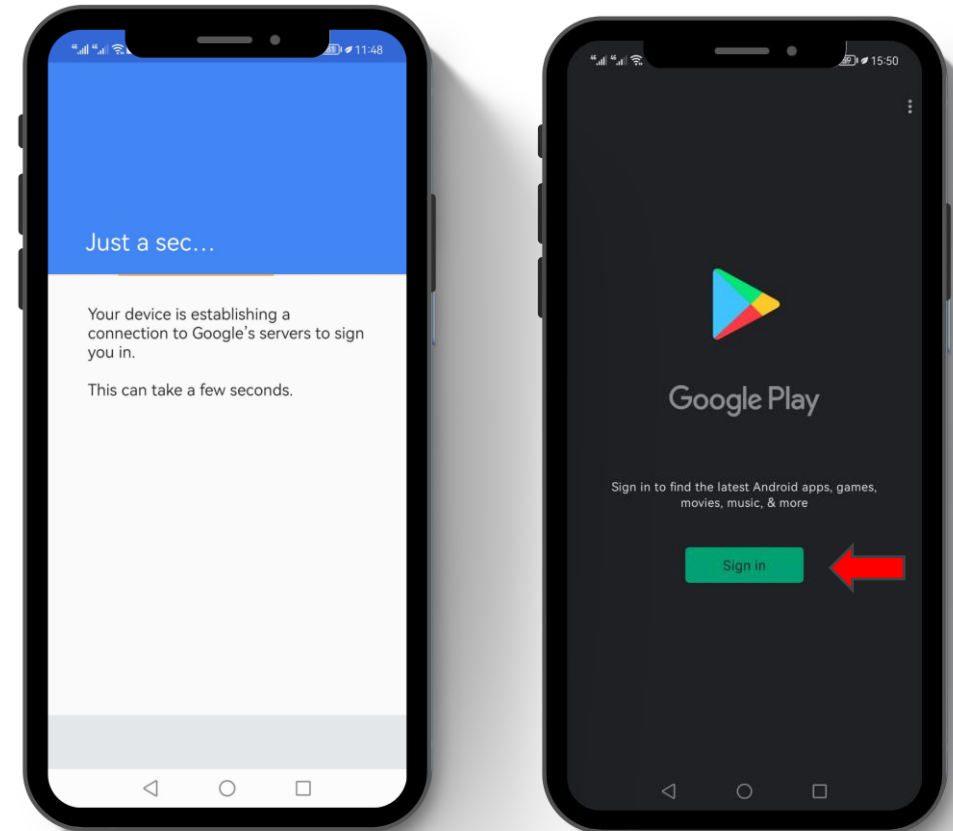 11:48
Just a sec...
Your device is establishing a
connection to Google's servers to sign
you in.
This can take a few seconds.
15:50
Google Play
Sign in to find the latest Android apps, games,
movies, music, & more
Sign in